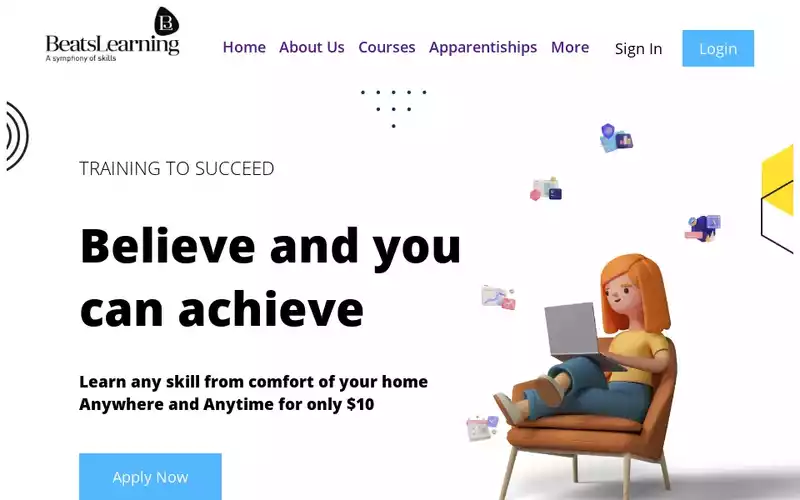 BeatsLearning
A symphony of skills
Home About Us Courses Apparentiships More Sign In Login
TRAINING TO SUCCEED
Believe and you
can achieve
Learn any skill from comfort of your home
Anywhere and Anytime for only $10
Apply Now